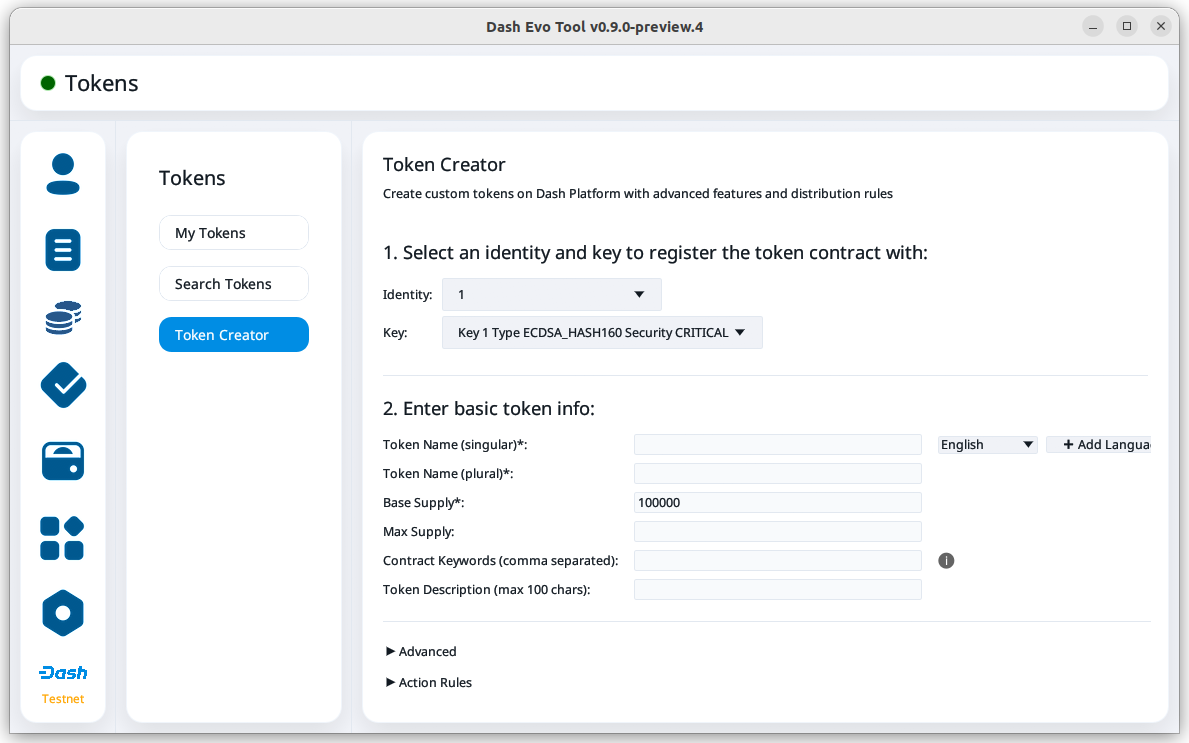 Dash Evo Tool v0.9.0-preview.4
Tokens
Dash
Testnet
Tokens
My Tokens
Search Tokens
Token Creator
Token Creator
Create custom tokens on Dash Platform with advanced features and distribution rules
1. Select an identity and key to register the token contract with:
Identity: 1
Key: Key 1 Type ECDSA_HASH160 Security CRITICAL
2. Enter basic token info:
Token Name (singular)*: English + Add Langua
Token Name (plural)*:
Base Supply*: 100000
Max Supply:
Contract Keywords (comma separated): i
Token Description (max 100 chars):
Advanced
Action Rules